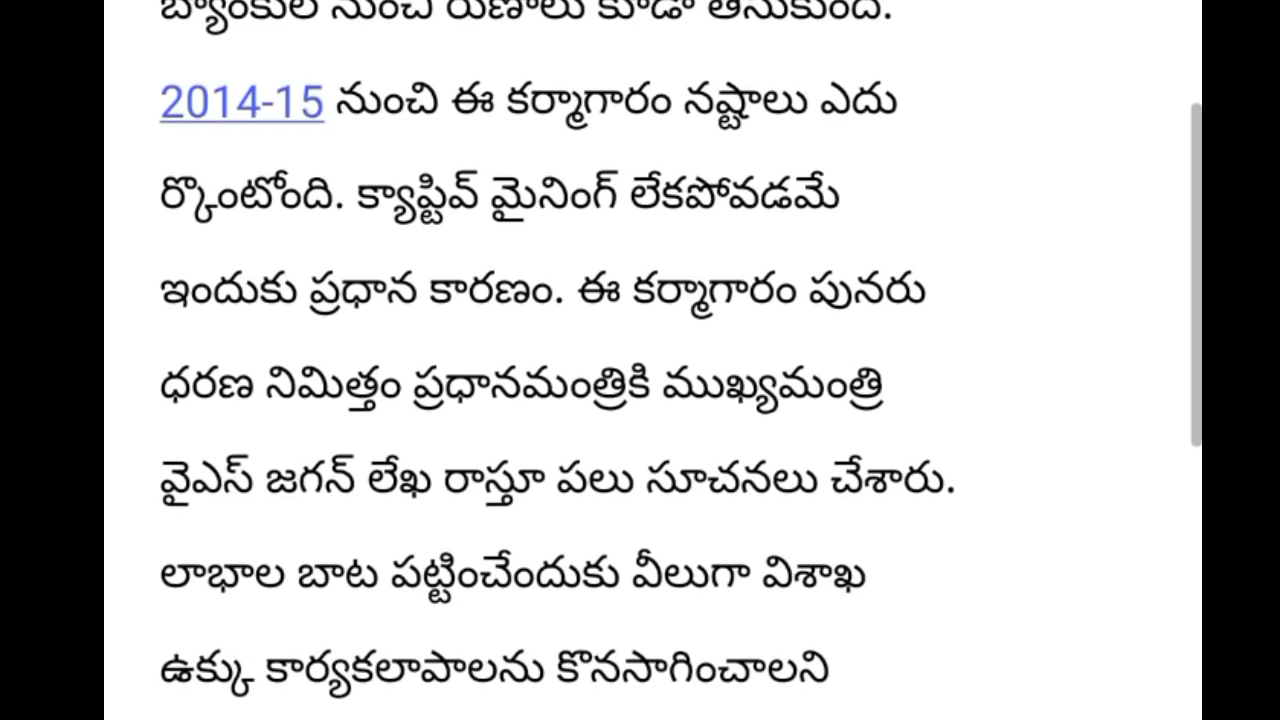 బ్యాంకుల నుంచి రుణాలు కూడా తీసుకుంది.
2014-15 నుంచి ఈ కర్మాగారం నష్టాలు ఎదు
ర్కొంటోంది. క్యాప్టివ్ మైనింగ్ లేకపోవడమే
ఇందుకు ప్రధాన కారణం. ఈ కర్మాగారం పునరు
ధరణ నిమిత్తం ప్రధానమంత్రికి ముఖ్యమంత్రి
వైఎస్ జగన్ లేఖ రాస్తూ పలు సూచనలు చేశారు.
లాభాల బాట పట్టించేందుకు వీలుగా విశాఖ
ఉక్కు కార్యకలాపాలను కొనసాగించాలని